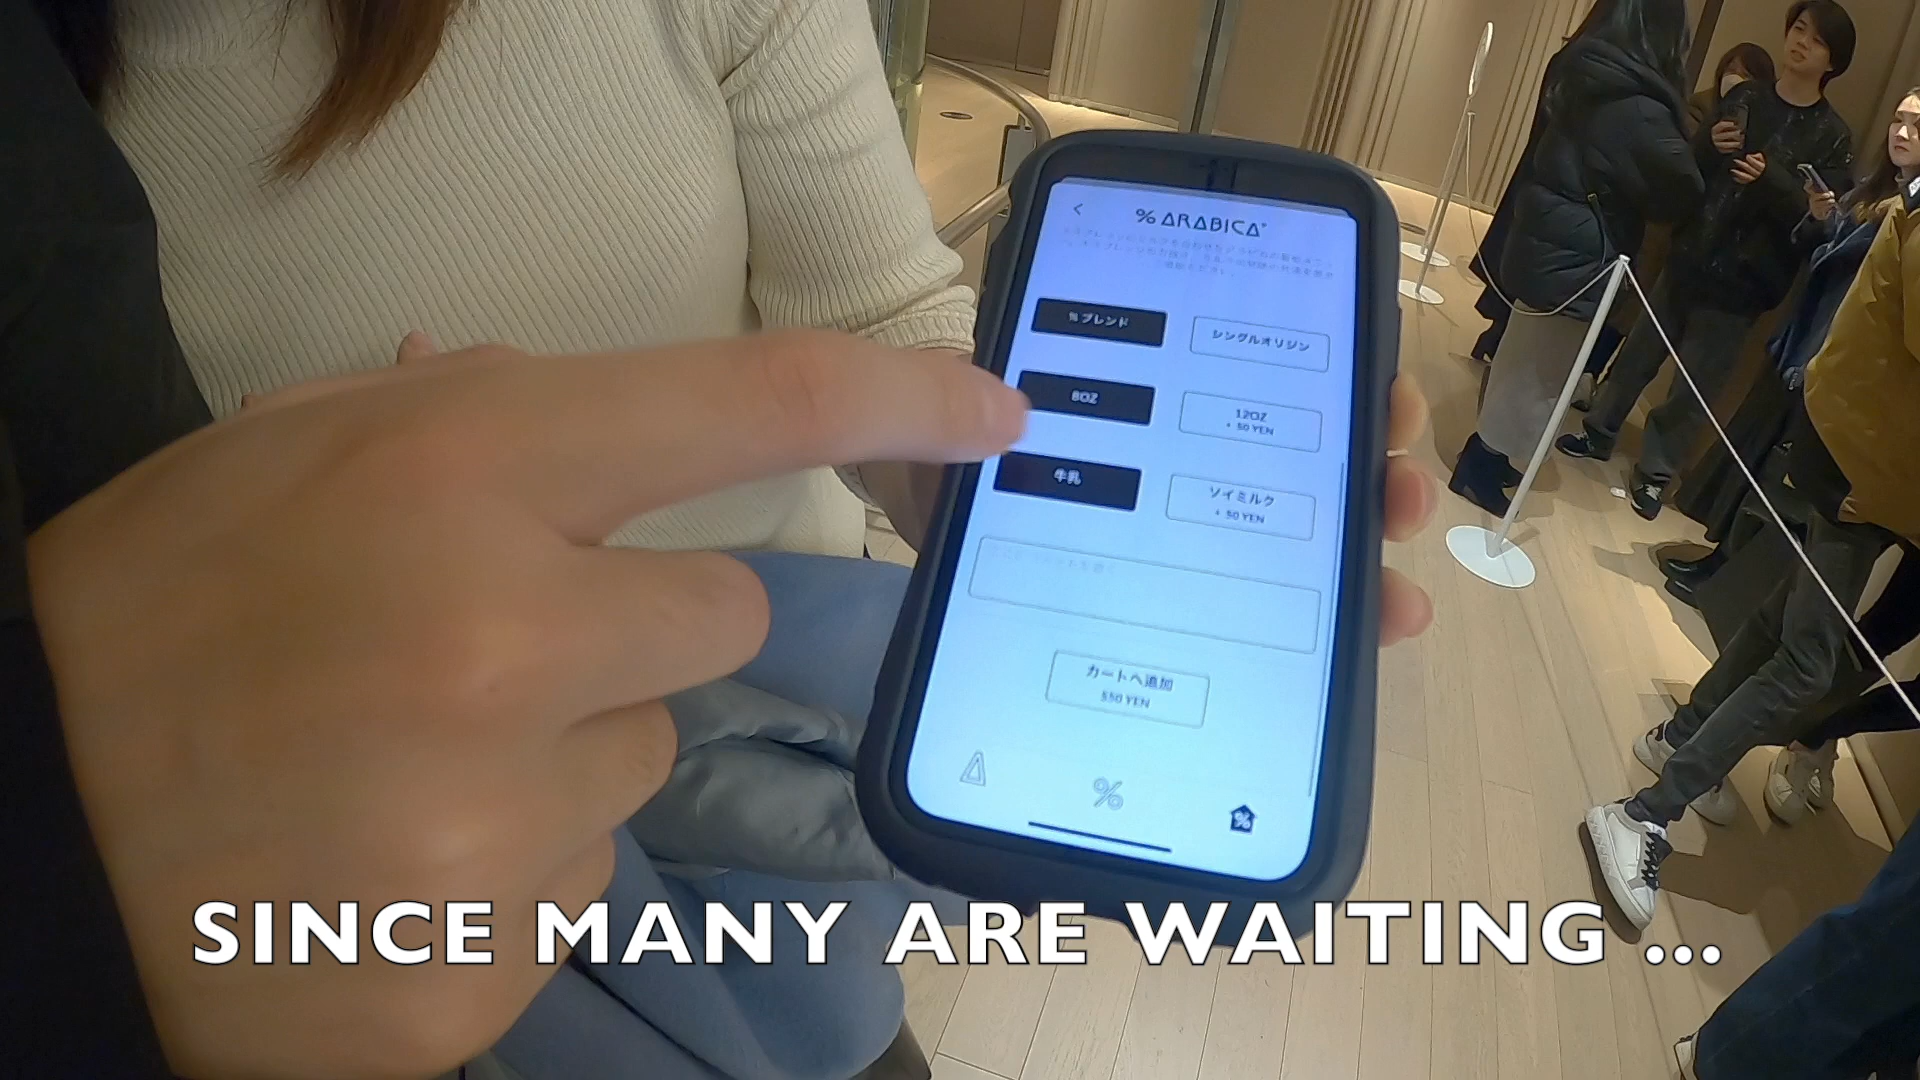 % ARABICA
% ブレンド
シングルオリジン
8OZ
12OZ
+ 50 YEN
牛乳
ソイミルク
+ 50 YEN
カートへ追加
550 YEN
%
%
SINCE MANY ARE WAITING ...